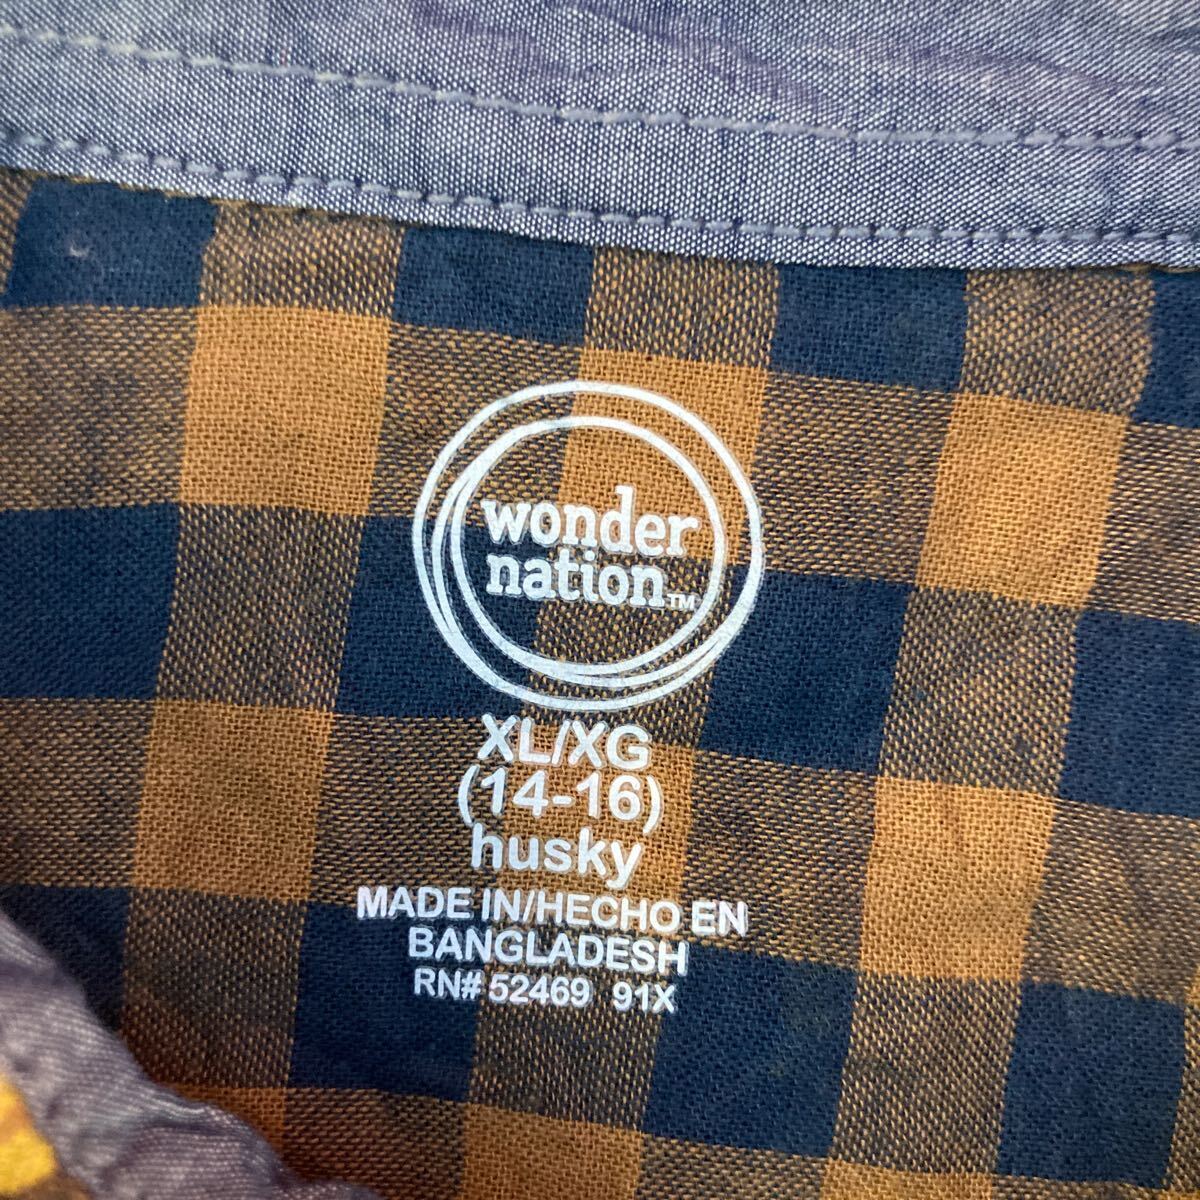 wonder
nation™
XL/XG
(14-16)
husky
MADE IN/HECHO EN
BANGLADESH
RN# 52469 91X